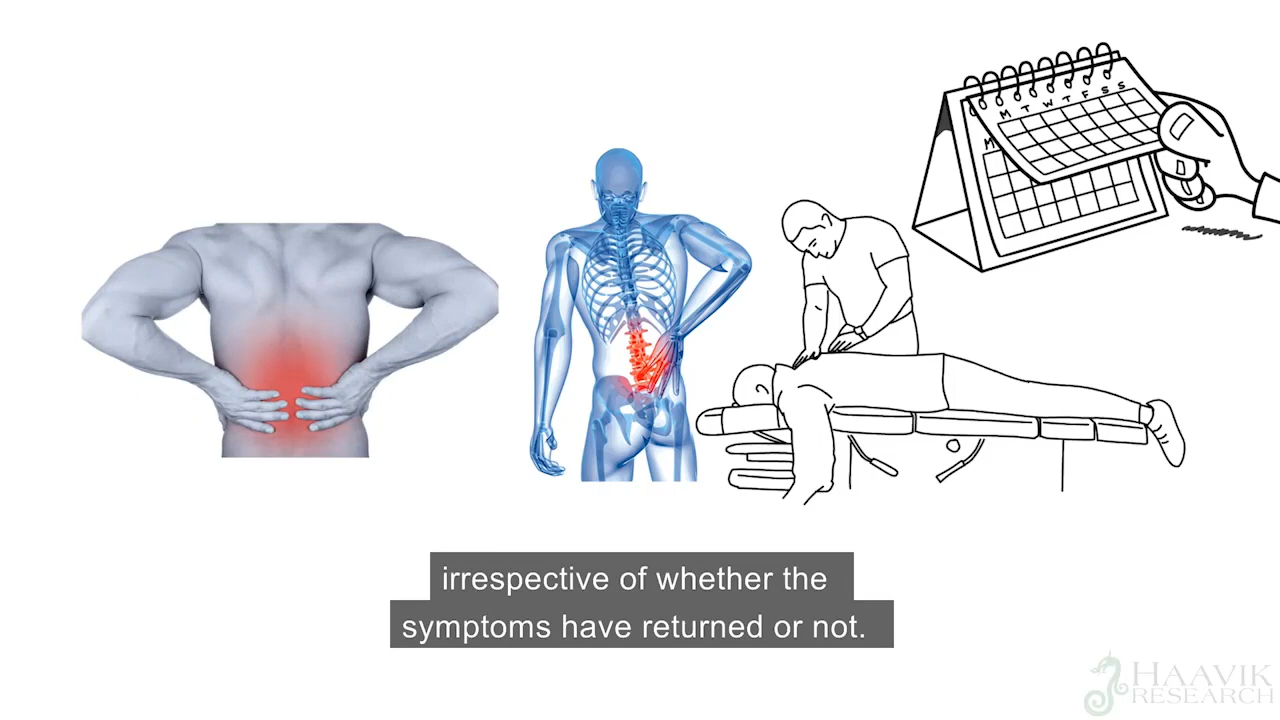 M T W T F S S
M
irrespective of whether the
symptoms have returned or not.
HAAVIK
RESEARCH